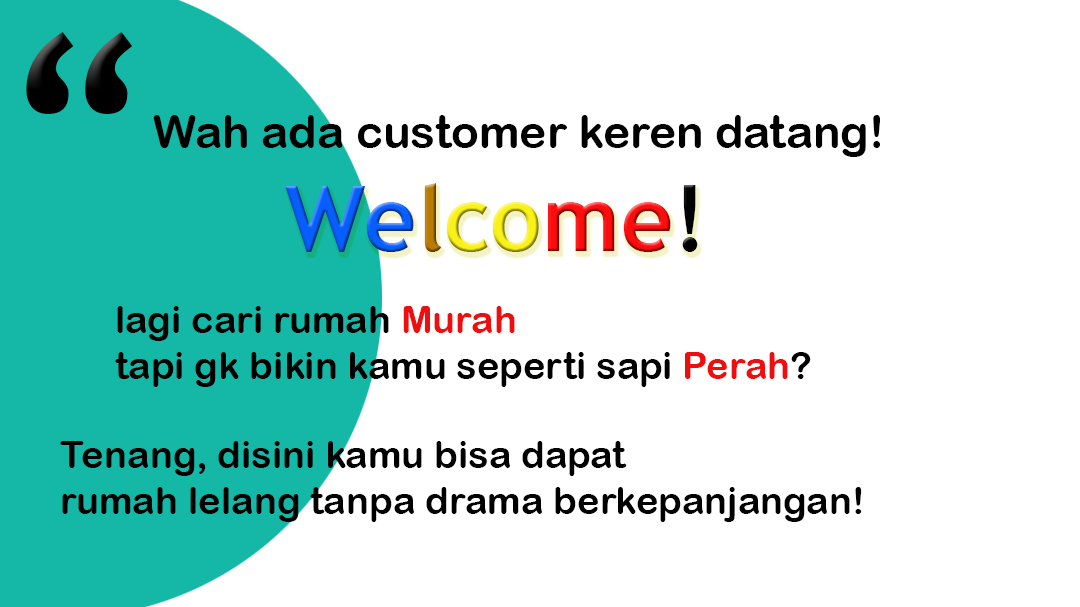 “
Wah ada customer keren datang!
Welcome!
lagi cari rumah Murah
tapi gk bikin kamu seperti sapi Perah?
Tenang, disini kamu bisa dapat
rumah lelang tanpa drama berkepanjangan!